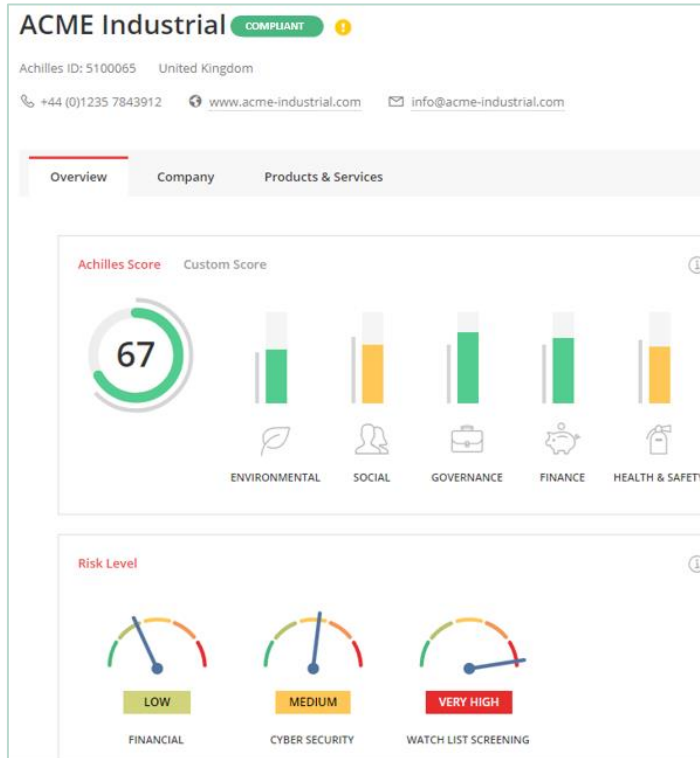 ACME Industrial COMPLIANT !
Achilles ID: 5100065 United Kingdom
+44 (0)1235 7843912 www.acme-industrial.com info@acme-industrial.com
Overview Company Products & Services
Achilles Score Custom Score
67
ENVIRONMENTAL SOCIAL GOVERNANCE FINANCE HEALTH & SAFETY
Risk Level
LOW MEDIUM VERY HIGH
FINANCIAL CYBER SECURITY WATCH LIST SCREENING